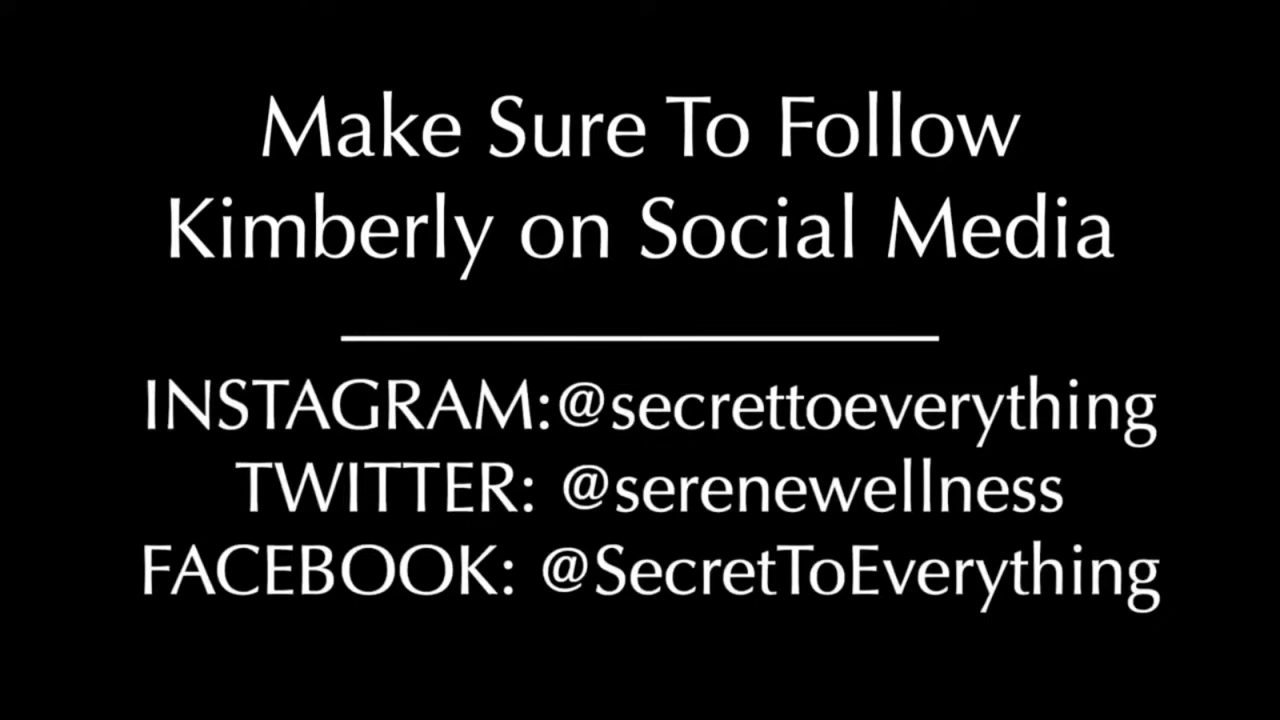 Make Sure To Follow
Kimberly on Social Media
INSTAGRAM:@secrettoeverything
TWITTER: @serenewellness
FACEBOOK: @SecretToEverything